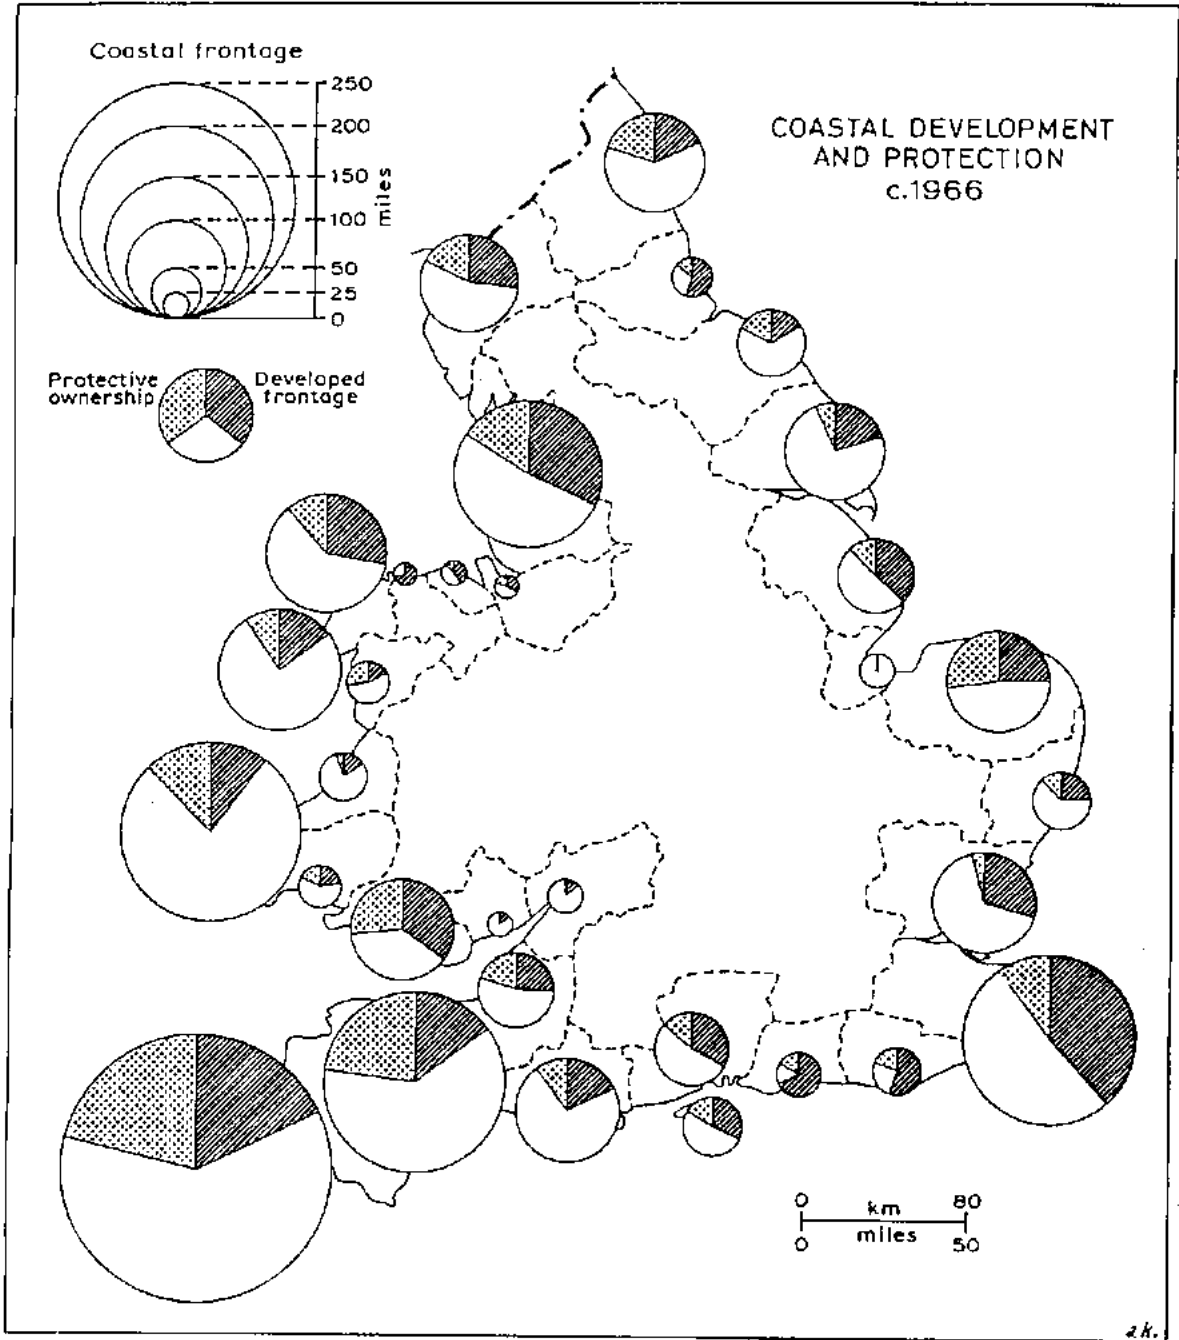 Coastal frontage
250
200
150
100
50
25
0
miles
COASTAL DEVELOPMENT
AND PROTECTION
c.1966
Protective
ownership
Developed
frontage
0 km 80
0 miles 50
a.k.